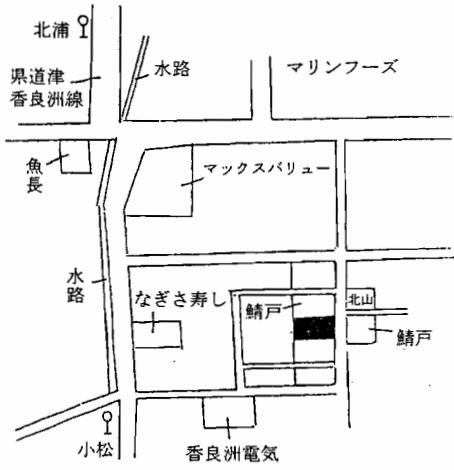 北浦
水路
マリンフーズ
県道津
香良洲線
魚長
マックスバリュー
水路
なぎさ寿し
鯖戸
北山
鯖戸
小松
香良洲電気